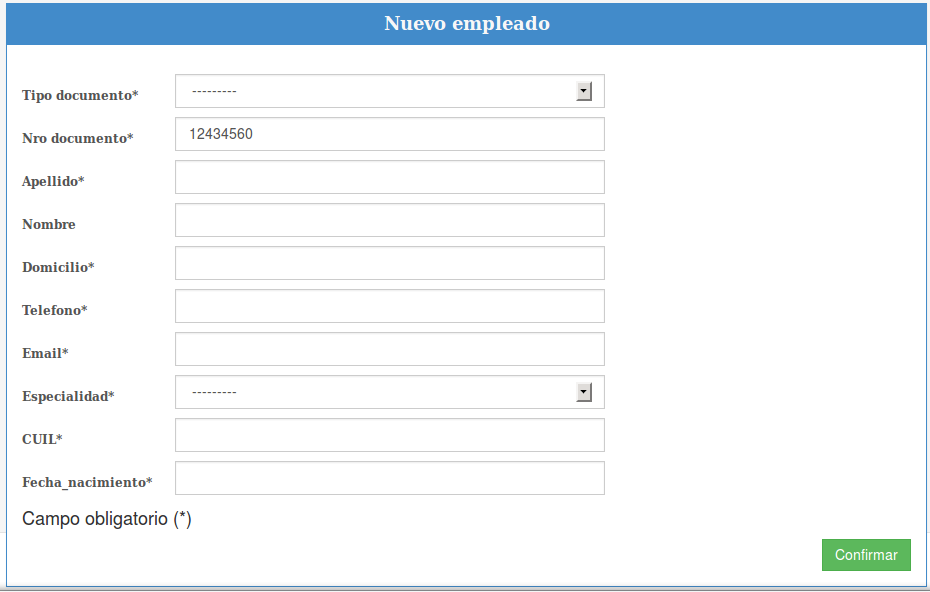 Nuevo empleado
Tipo documento* ---------
Nro documento* 12434560
Apellido*
Nombre
Domicilio*
Telefono*
Email*
Especialidad* ---------
CUIL*
Fecha_nacimiento*
Campo obligatorio (*)
Confirmar